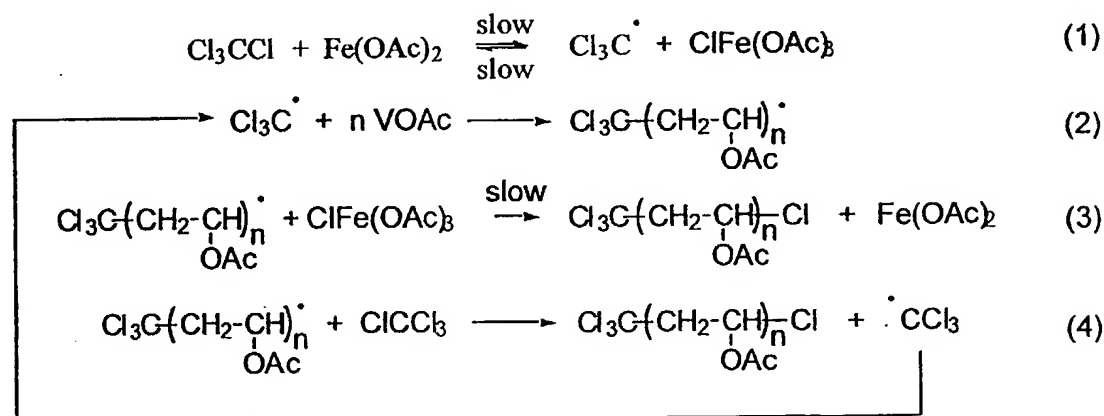 slow
Cl₃CCl + Fe(OAc)₂ ⇌ Cl₃C• + ClFe(OAc)₃ (1)
slow
Cl₃C• + n VOAc ⟶ Cl₃C-(CH₂-CH)ₙ• (2)
OAc
slow
Cl₃C-(CH₂-CH)ₙ• + ClFe(OAc)₃ ⟶ Cl₃C-(CH₂-CH)ₙ-Cl + Fe(OAc)₂ (3)
OAc OAc
Cl₃C-(CH₂-CH)ₙ• + ClCCl₃ ⟶ Cl₃C-(CH₂-CH)ₙ-Cl + •CCl₃ (4)
OAc OAc